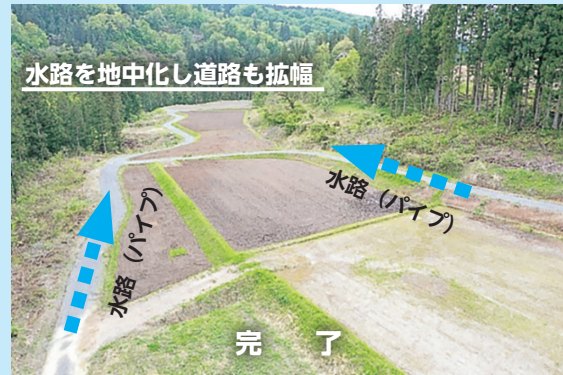 水路を地中化し道路も拡幅
水路（パイプ）
水路（パイプ）
完　了